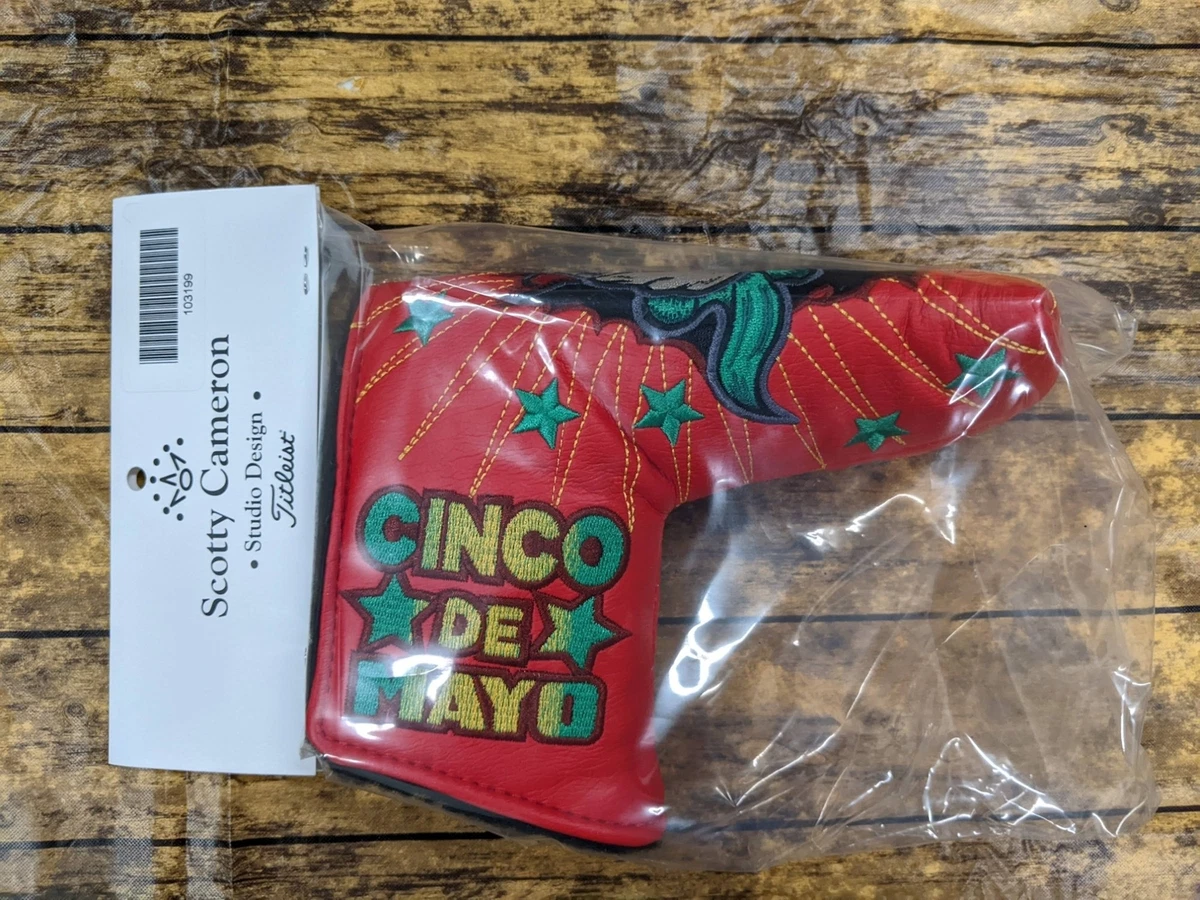 103199
Scotty Cameron
• Studio Design •
Titleist
CINCO
DE
MAYO